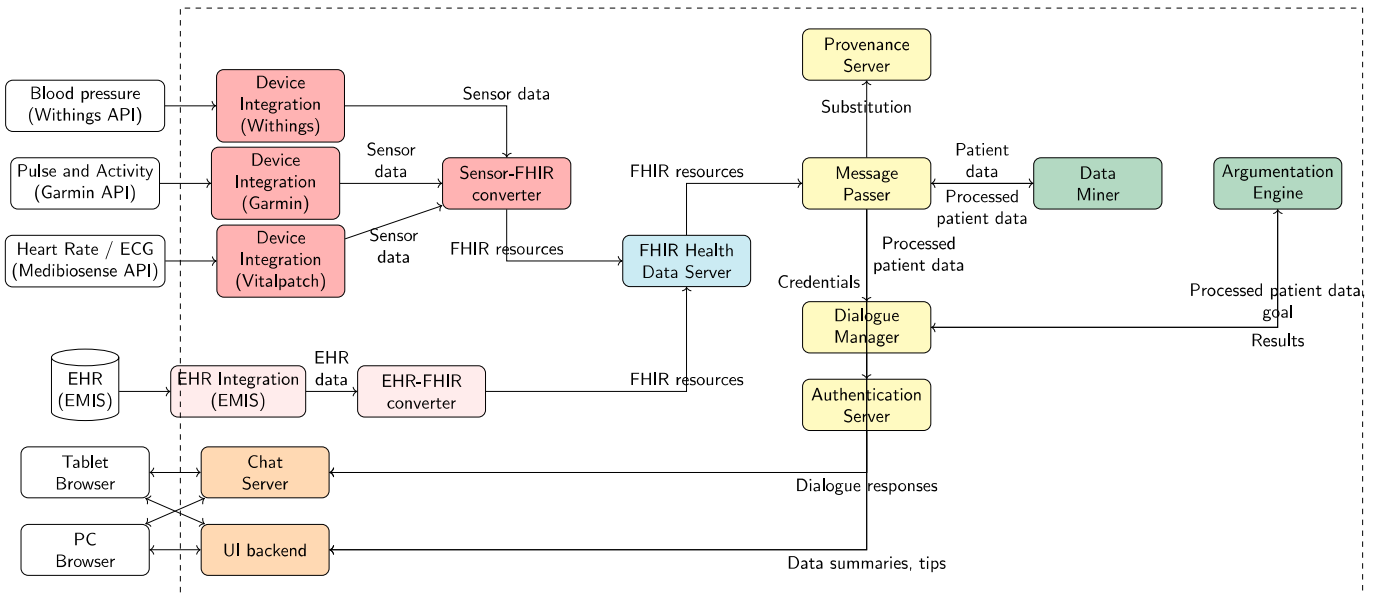 Provenance
Server
Blood pressure
(Withings API)
Device
Integration
(Withings)
Sensor data
Substitution
Pulse and Activity
(Garmin API)
Device
Integration
(Garmin)
Sensor
data
Sensor-FHIR
converter
FHIR resources
Message
Passer
Patient
data
Processed
patient data
Data
Miner
Argumentation
Engine
Heart Rate / ECG
(Medibiosense API)
Device
Integration
(Vitalpatch)
Sensor
data
FHIR resources
FHIR Health
Data Server
Processed
patient data
Credentials
Processed patient data,
goal
Dialogue
Manager
Results
EHR
(EMIS)
EHR Integration
(EMIS)
EHR
data
EHR-FHIR
converter
FHIR resources
Authentication
Server
Tablet
Browser
Chat
Server
Dialogue responses
PC
Browser
UI backend
Data summaries, tips